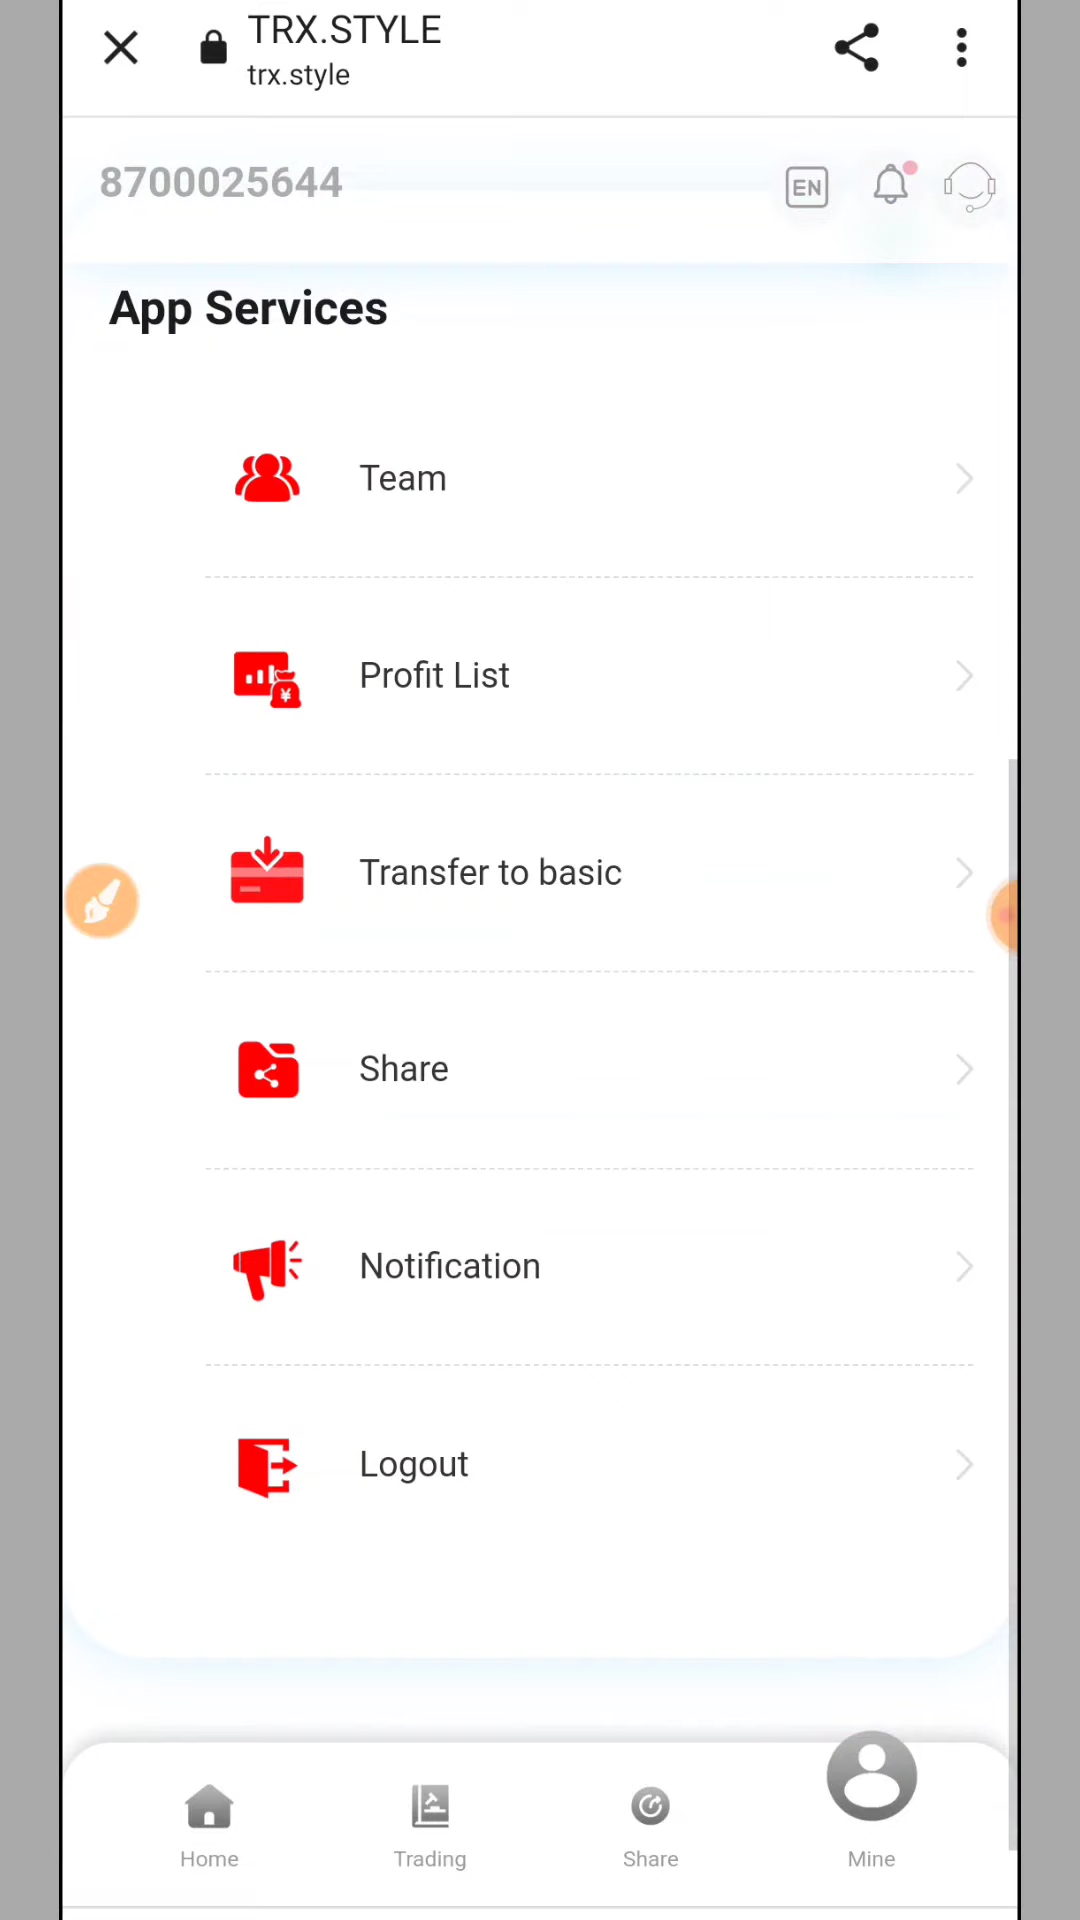 TRX.STYLE
trx.style
8700025644
EN
App Services
Team
Profit List
¥
Transfer to basic
Share
Notification
Logout
Home
Trading
Share
Mine